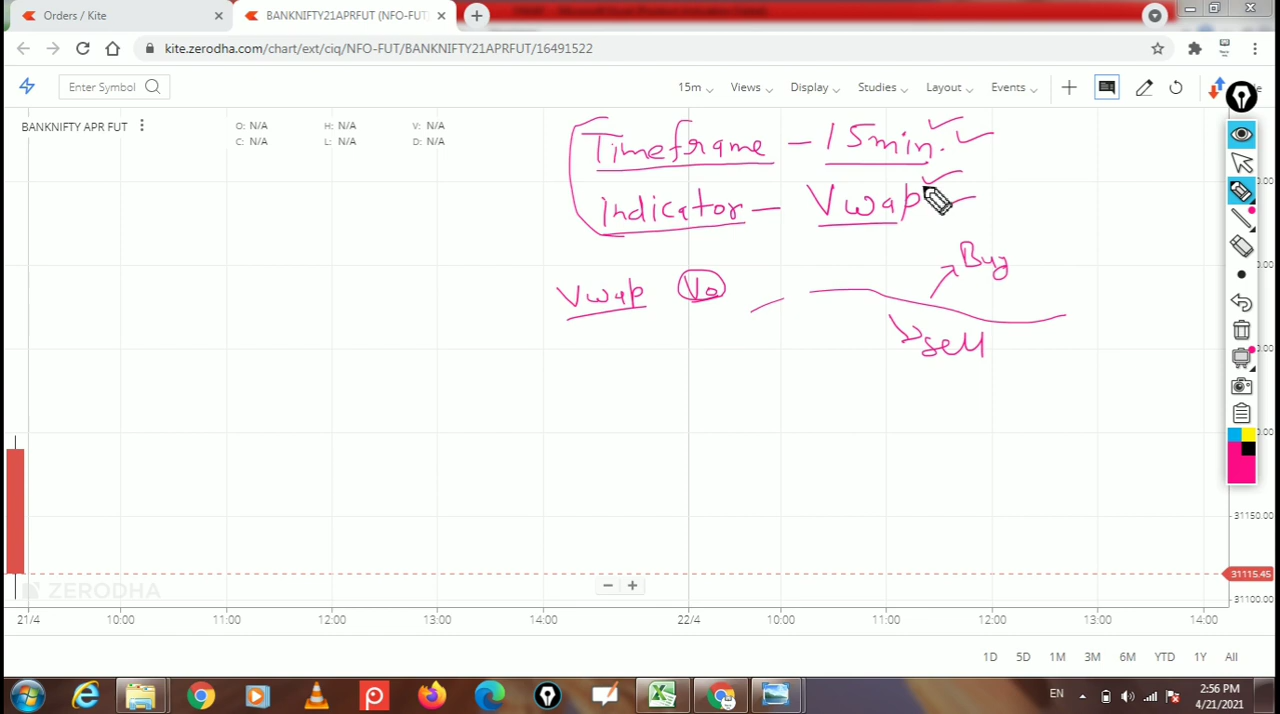 Orders / Kite
BANKNIFTY21APRFUT (NFO-FUT)
kite.zerodha.com/chart/ext/ciq/NFO-FUT/BANKNIFTY21APRFUT/16491522
Enter Symbol
15m
Views
Display
Studies
Layout
Events
BANKNIFTY APR FUT
O: N/A H: N/A V: N/A
C: N/A L: N/A D: N/A
Timeframe - 15min.
Indicator - Vwap
Vwap Vo
Buy
Sell
31150.00
31115.45
31100.00
ZERODHA
21/4 10:00 11:00 12:00 13:00 14:00 22/4 10:00 11:00 12:00 13:00 14:00
1D 5D 1M 3M 6M YTD 1Y All
EN
2:56 PM
4/21/2021